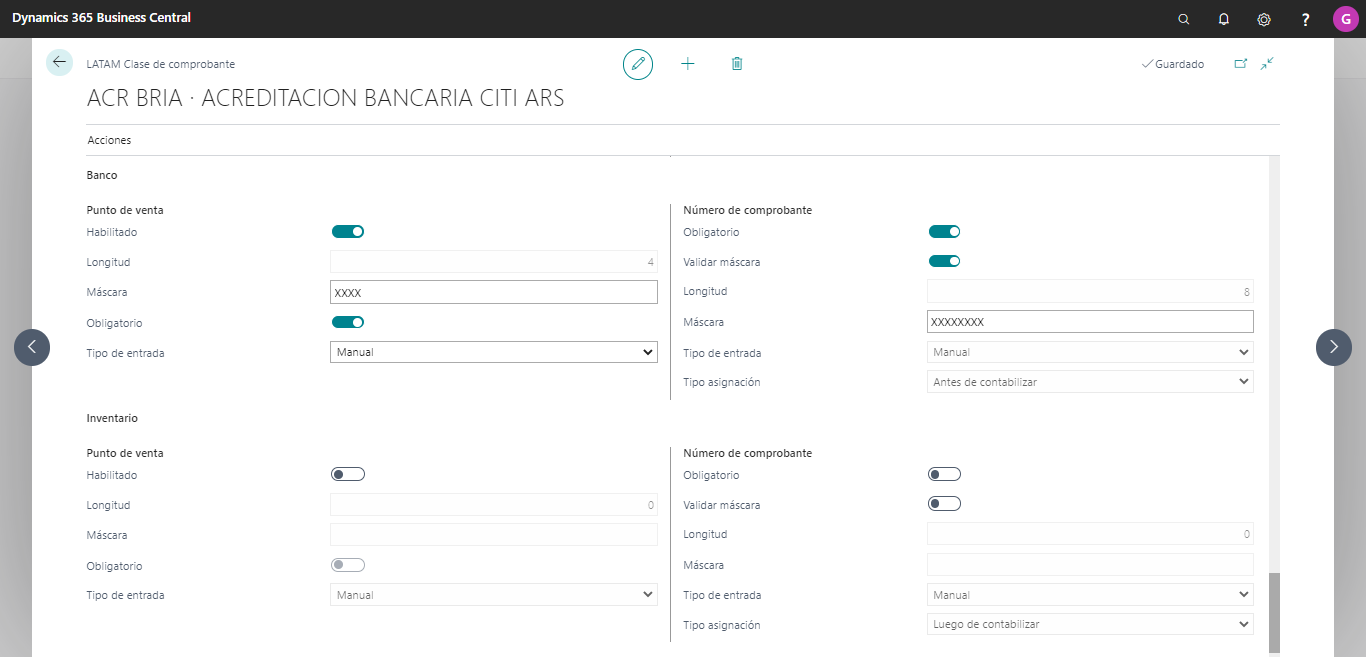 Dynamics 365 Business Central
?
G
LATAM Clase de comprobante
Guardado
ACR BRIA · ACREDITACION BANCARIA CITI ARS
Acciones
Banco
Punto de venta
Habilitado
Longitud
4
Máscara
XXXX
Obligatorio
Tipo de entrada
Manual
Número de comprobante
Obligatorio
Validar máscara
Longitud
8
Máscara
XXXXXXXX
Tipo de entrada
Manual
Tipo asignación
Antes de contabilizar
Inventario
Punto de venta
Habilitado
Longitud
0
Máscara
Obligatorio
Tipo de entrada
Manual
Número de comprobante
Obligatorio
Validar máscara
Longitud
0
Máscara
Tipo de entrada
Manual
Tipo asignación
Luego de contabilizar